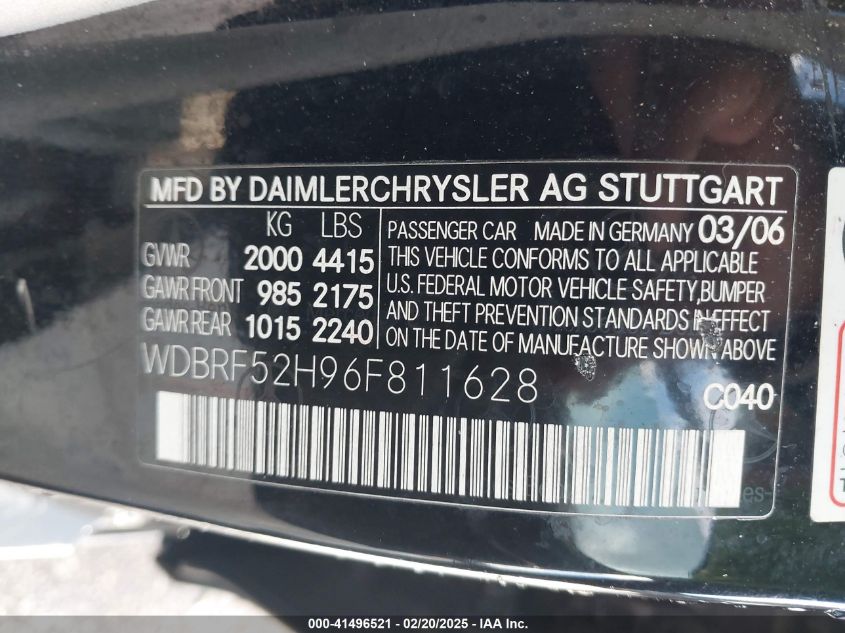 MFD BY DAIMLERCHRYSLER AG STUTTGART
KG LBS
GVWR 2000 4415
GAWR FRONT 985 2175
GAWR REAR 1015 2240
PASSENGER CAR MADE IN GERMANY 03/06
THIS VEHICLE CONFORMS TO ALL APPLICABLE
U.S. FEDERAL MOTOR VEHICLE SAFETY,BUMPER
AND THEFT PREVENTION STANDARDS IN EFFECT
ON THE DATE OF MANUFACTURE SHOWN ABOVE
WDBRF52H96F811628
C040
000-41496521 - 02/20/2025 - IAA Inc.